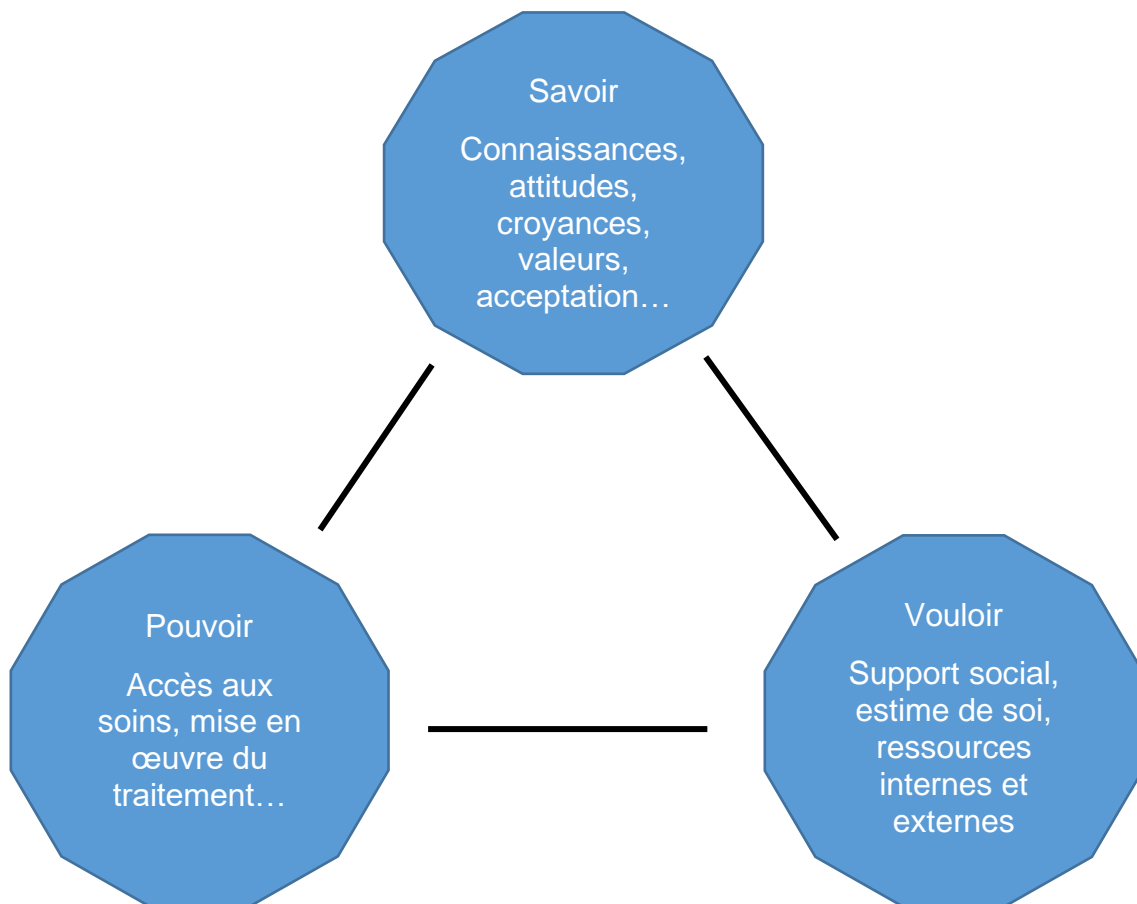 Savoir
Connaissances,
attitudes,
croyances,
valeurs,
acceptation…
Pouvoir
Accès aux
soins, mise en
œuvre du
traitement…
Vouloir
Support social,
estime de soi,
ressources
internes et
externes